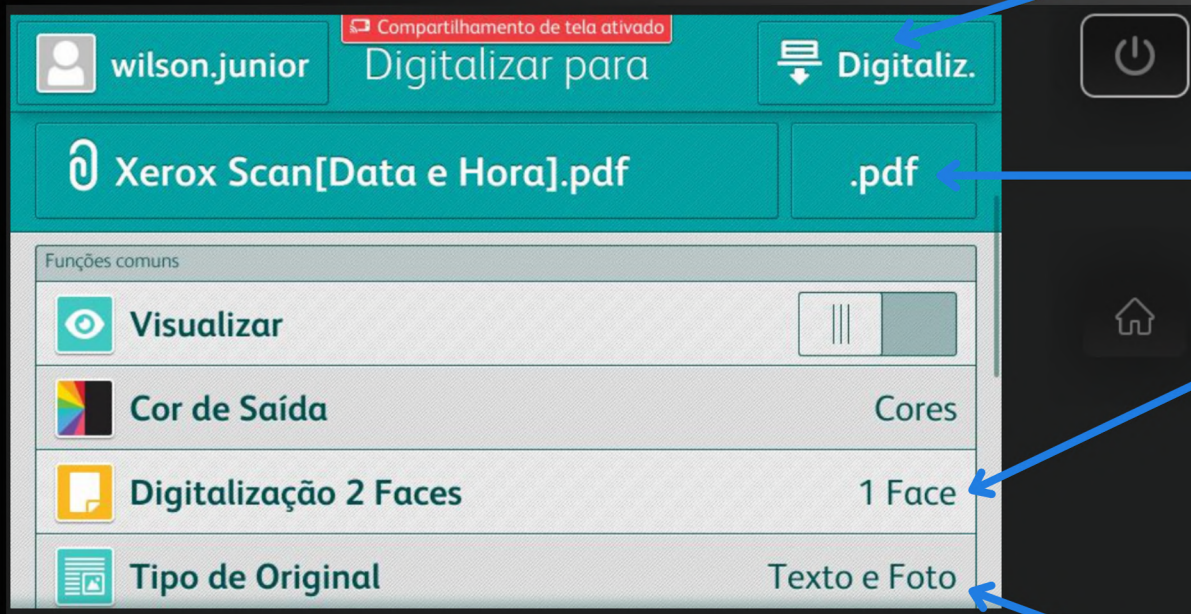 Compartilhamento de tela ativado
wilson.junior
Digitalizar para
Digitaliz.
Xerox Scan[Data e Hora].pdf
.pdf
Funções comuns
Visualizar
Cor de Saída
Cores
Digitalização 2 Faces
1 Face
Tipo de Original
Texto e Foto